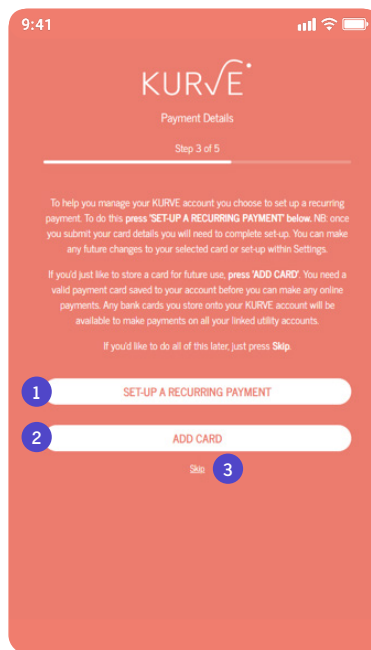 9:41
KURVE
Payment Details
Step 3 of 5
To help you manage your KURVE account you choose to set up a recurring
payment. To do this press 'SET-UP A RECURRING PAYMENT' below. NB: once
you submit your card details you will need to complete set-up. You can make
any future changes to your selected card or set-up within Settings.
If you'd just like to store a card for future use, press 'ADD CARD'. You need a
valid payment card saved to your account before you can make any online
payments. Any bank cards you store onto your KURVE account will be
available to make payments on all your linked utility accounts.
If you'd like to do all of this later, just press Skip.
1 SET-UP A RECURRING PAYMENT
2 ADD CARD
Skip 3